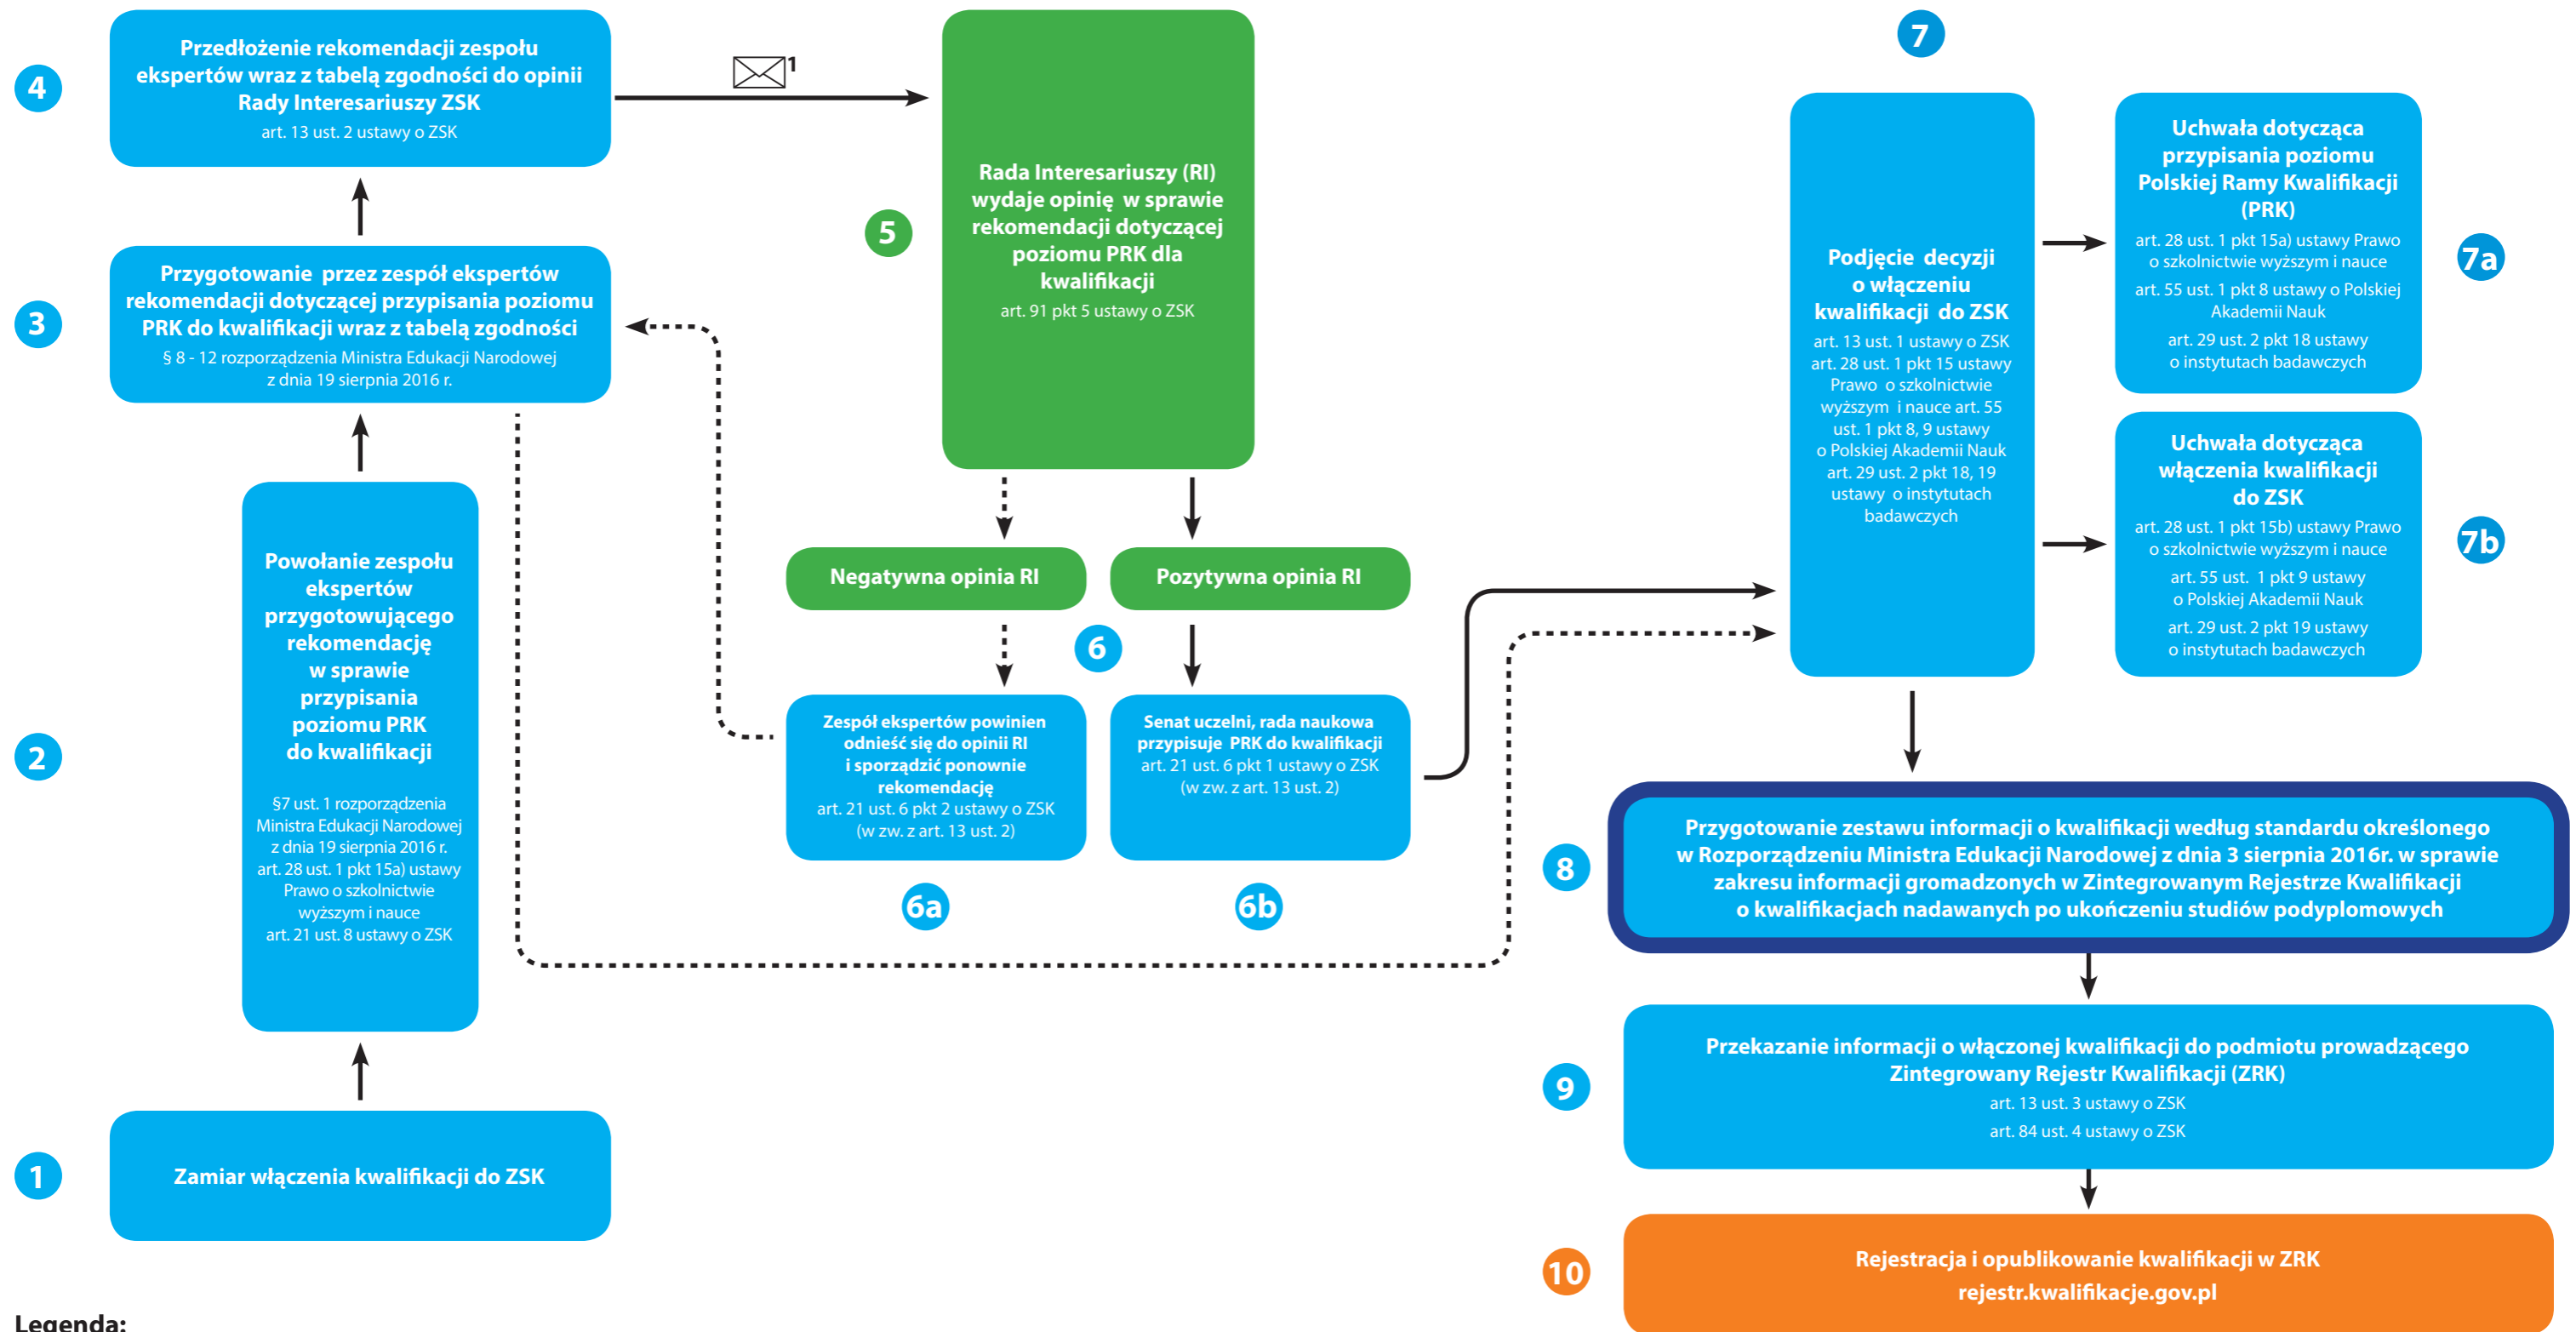 4
Przedłożenie rekomendacji zespołu
ekspertów wraz z tabelą zgodności do opinii
Rady Interesariuszy ZSK
art. 13 ust. 2 ustawy o ZSK
1
3
Przygotowanie przez zespół ekspertów
rekomendacji dotyczącej przypisania poziomu
PRK do kwalifikacji wraz z tabelą zgodności
§ 8 - 12 rozporządzenia Ministra Edukacji Narodowej
z dnia 19 sierpnia 2016 r.
2
Powołanie zespołu
ekspertów
przygotowującego
rekomendację
w sprawie
przypisania
poziomu PRK
do kwalifikacji
§7 ust. 1 rozporządzenia
Ministra Edukacji Narodowej
z dnia 19 sierpnia 2016 r.
art. 28 ust. 1 pkt 15a) ustawy
Prawo o szkolnictwie
wyższym i nauce
art. 21 ust. 8 ustawy o ZSK
1
Zamiar włączenia kwalifikacji do ZSK
Legenda:
5
Rada Interesariuszy (RI)
wydaje opinię w sprawie
rekomendacji dotyczącej
poziomu PRK dla
kwalifikacji
art. 91 pkt 5 ustawy o ZSK
Negatywna opinia RI
Pozytywna opinia RI
6
Zespół ekspertów powinien
odnieść się do opinii RI
i sporządzić ponownie
rekomendację
art. 21 ust. 6 pkt 2 ustawy o ZSK
(w zw. z art. 13 ust. 2)
6a
Senat uczelni, rada naukowa
przypisuje PRK do kwalifikacji
art. 21 ust. 6 pkt 1 ustawy o ZSK
(w zw. z art. 13 ust. 2)
6b
7
Podjęcie decyzji
o włączeniu
kwalifikacji do ZSK
art. 13 ust. 1 ustawy o ZSK
art. 28 ust. 1 pkt 15 ustawy
Prawo o szkolnictwie
wyższym i nauce art. 55
ust. 1 pkt 8, 9 ustawy
o Polskiej Akademii Nauk
art. 29 ust. 2 pkt 18, 19
ustawy o instytutach
badawczych
Uchwała dotycząca
przypisania poziomu
Polskiej Ramy Kwalifikacji
(PRK)
art. 28 ust. 1 pkt 15a) ustawy Prawo
o szkolnictwie wyższym i nauce
art. 55 ust. 1 pkt 8 ustawy o Polskiej
Akademii Nauk
art. 29 ust. 2 pkt 18 ustawy
o instytutach badawczych
7a
Uchwała dotycząca
włączenia kwalifikacji
do ZSK
art. 28 ust. 1 pkt 15b) ustawy Prawo
o szkolnictwie wyższym i nauce
art. 55 ust. 1 pkt 9 ustawy
o Polskiej Akademii Nauk
art. 29 ust. 2 pkt 19 ustawy
o instytutach badawczych
7b
8
Przygotowanie zestawu informacji o kwalifikacji według standardu określonego
w Rozporządzeniu Ministra Edukacji Narodowej z dnia 3 sierpnia 2016r. w sprawie
zakresu informacji gromadzonych w Zintegrowanym Rejestrze Kwalifikacji
o kwalifikacjach nadawanych po ukończeniu studiów podyplomowych
9
Przekazanie informacji o włączonej kwalifikacji do podmiotu prowadzącego
Zintegrowany Rejestr Kwalifikacji (ZRK)
art. 13 ust. 3 ustawy o ZSK
art. 84 ust. 4 ustawy o ZSK
10
Rejestracja i opublikowanie kwalifikacji w ZRK
rejestr.kwalifikacje.gov.pl